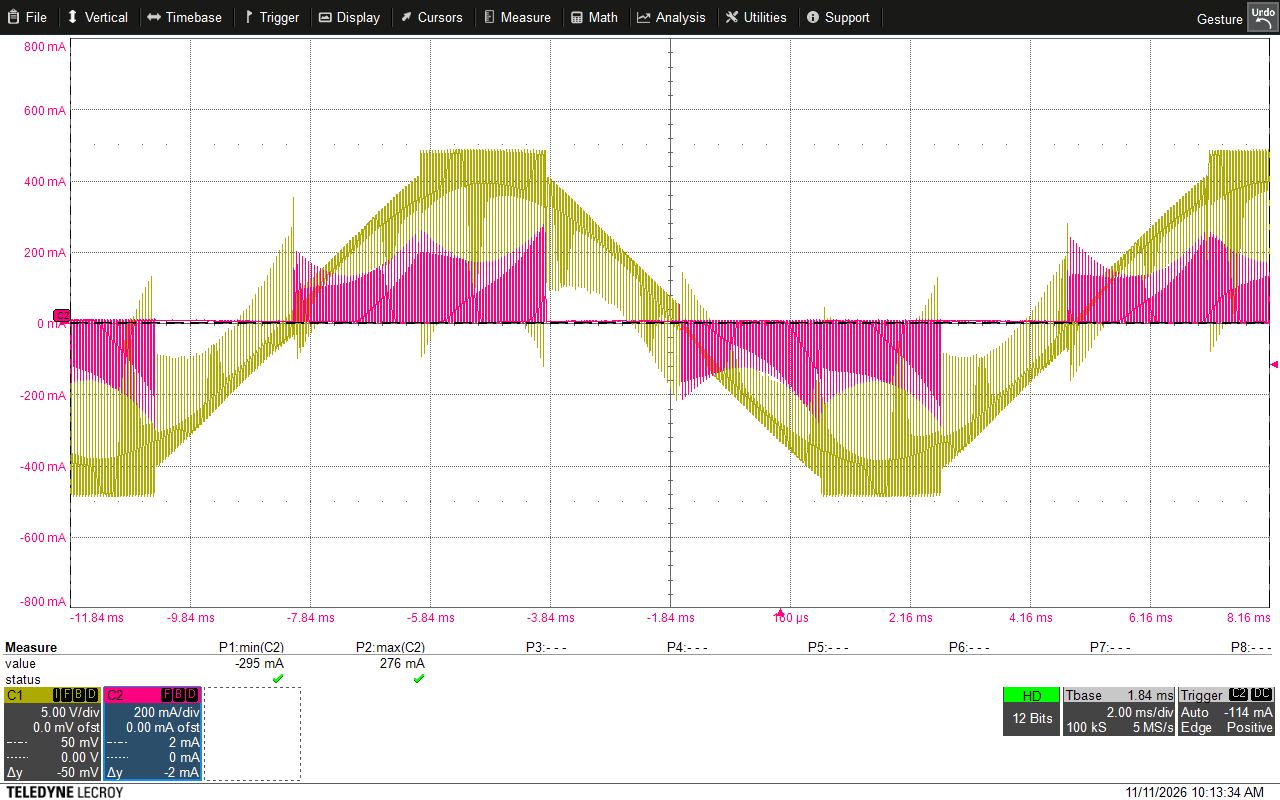 File Vertical Timebase Trigger Display Cursors Measure Math Analysis Utilities Support Gesture Undo
800 mA
600 mA
400 mA
200 mA
C2
0 mA
-200 mA
-400 mA
-600 mA
-800 mA
-11.84 ms -9.84 ms -7.84 ms -5.84 ms -3.84 ms -1.84 ms 160 µs 2.16 ms 4.16 ms 6.16 ms 8.16 ms
Measure P1:min(C2) P2:max(C2) P3:- - - P4:- - - P5:- - - P6:- - - P7:- - - P8:- - -
value -295 mA 276 mA
status
C1 I F B D
5.00 V/div
0.0 mV ofst
50 mV
0.00 V
Δy -50 mV
C2 F B D
200 mA/div
0.00 mA ofst
2 mA
0 mA
Δy -2 mA
HD
12 Bits
Tbase 1.84 ms
2.00 ms/div
100 kS 5 MS/s
Trigger C2 DC
Auto -114 mA
Edge Positive
TELEDYNE LECROY
11/11/2026 10:13:34 AM